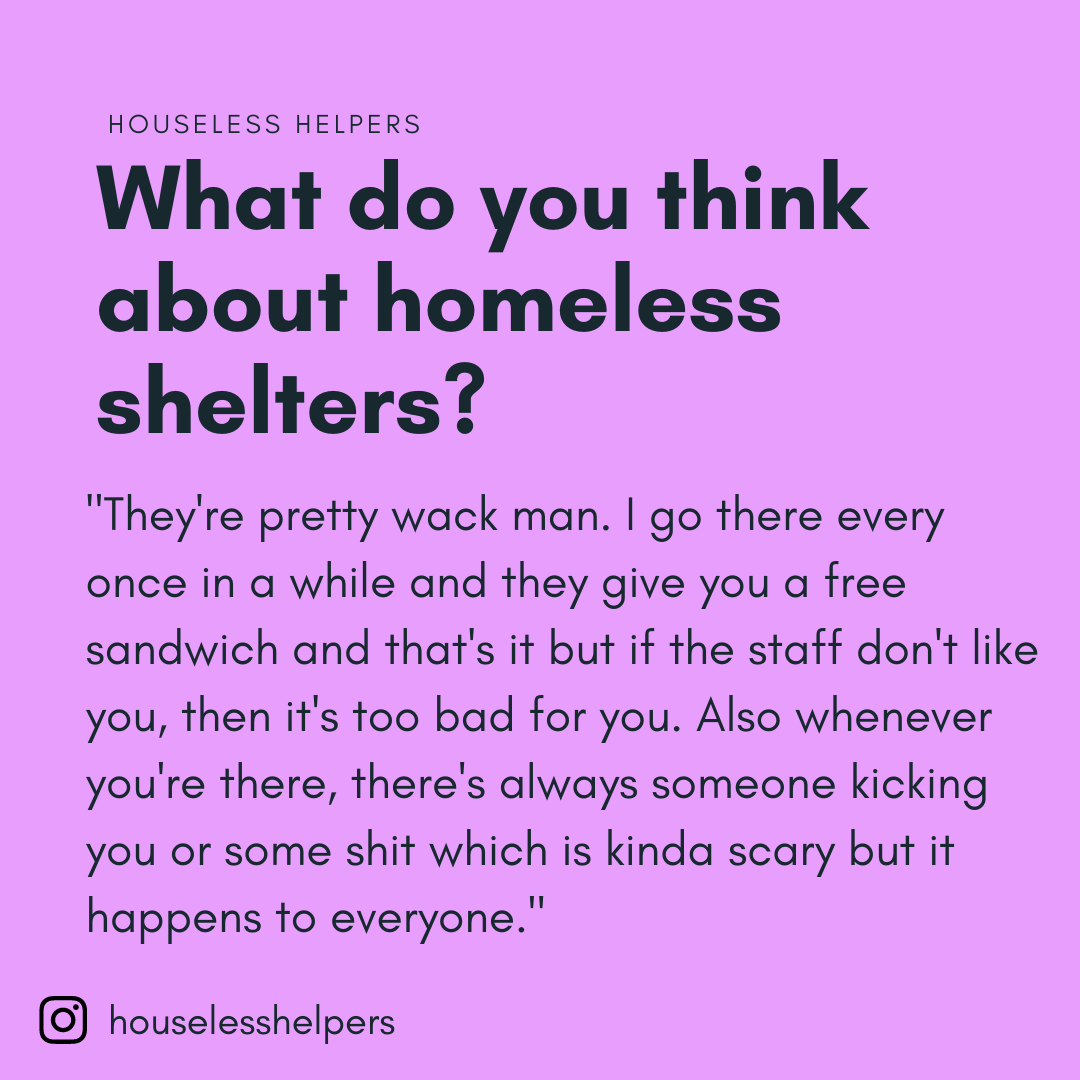 HOUSELESS HELPERS
What do you think
about homeless
shelters?
"They're pretty wack man. I go there every
once in a while and they give you a free
sandwich and that's it but if the staff don't like
you, then it's too bad for you. Also whenever
you're there, there's always someone kicking
you or some shit which is kinda scary but it
happens to everyone."
houselesshelpers